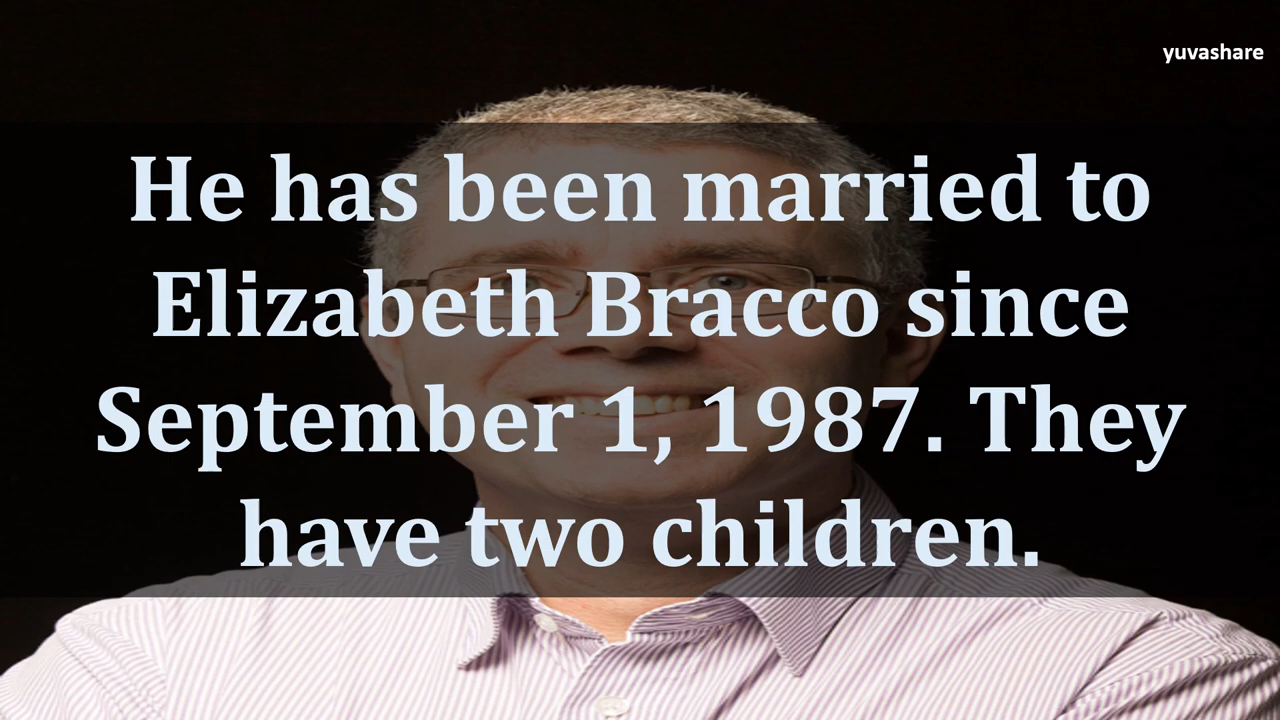 yuvashare
He has been married to
Elizabeth Bracco since
September 1, 1987. They
have two children.